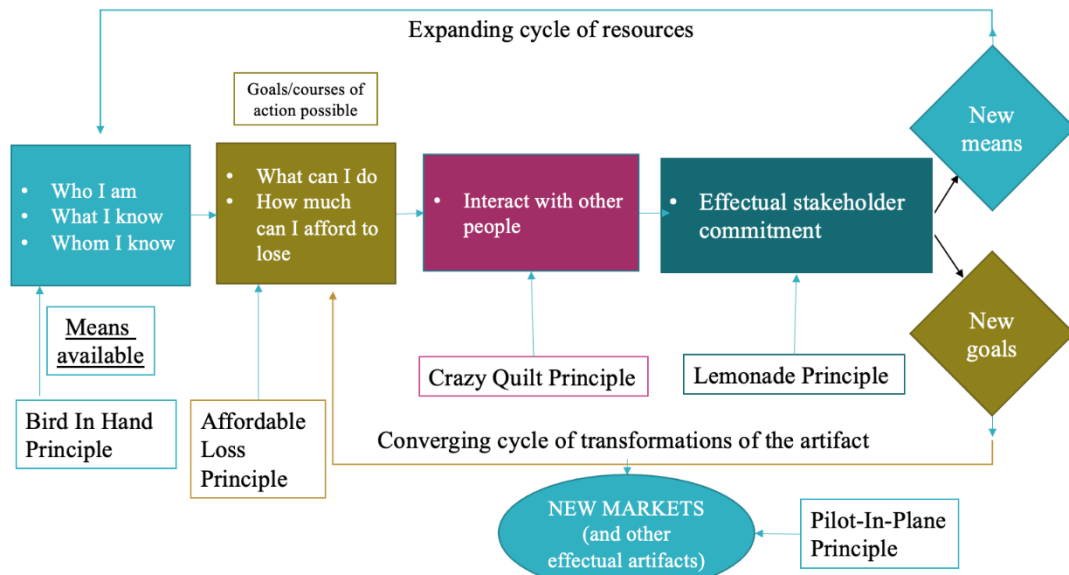 Expanding cycle of resources
Goals/courses of
action possible
New
means
• Who I am
• What I know
• Whom I know
• What can I do
• How much
can I afford to
lose
• Interact with other
people
• Effectual stakeholder
commitment
New
goals
Means
available
Bird In Hand
Principle
Affordable
Loss
Principle
Crazy Quilt Principle
Lemonade Principle
Converging cycle of transformations of the artifact
NEW MARKETS
(and other
effectual artifacts)
Pilot-In-Plane
Principle